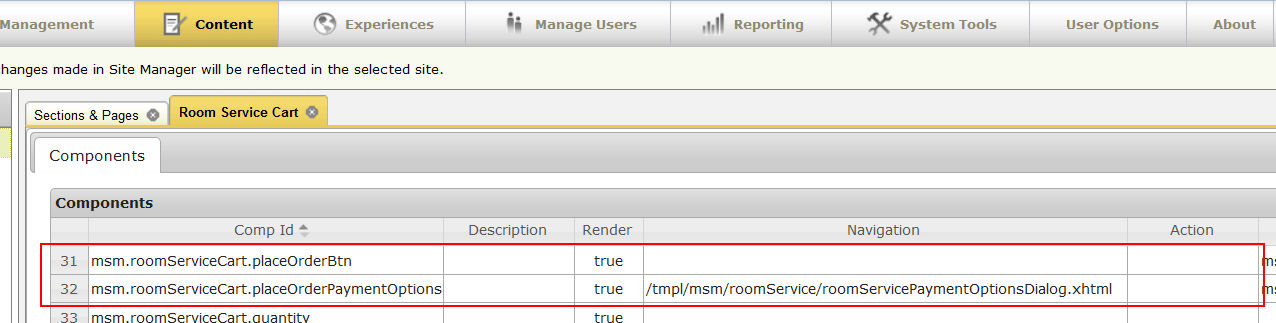 Management Content Experiences Manage Users Reporting System Tools User Options About
hanges made in Site Manager will be reflected in the selected site.
Sections & Pages Room Service Cart
Components
Components
Comp Id Description Render Navigation Action
31 msm.roomServiceCart.placeOrderBtn true
32 msm.roomServiceCart.placeOrderPaymentOptions true /tmpl/msm/roomService/roomServicePaymentOptionsDialog.xhtml
33 msm.roomServiceCart.quantity true